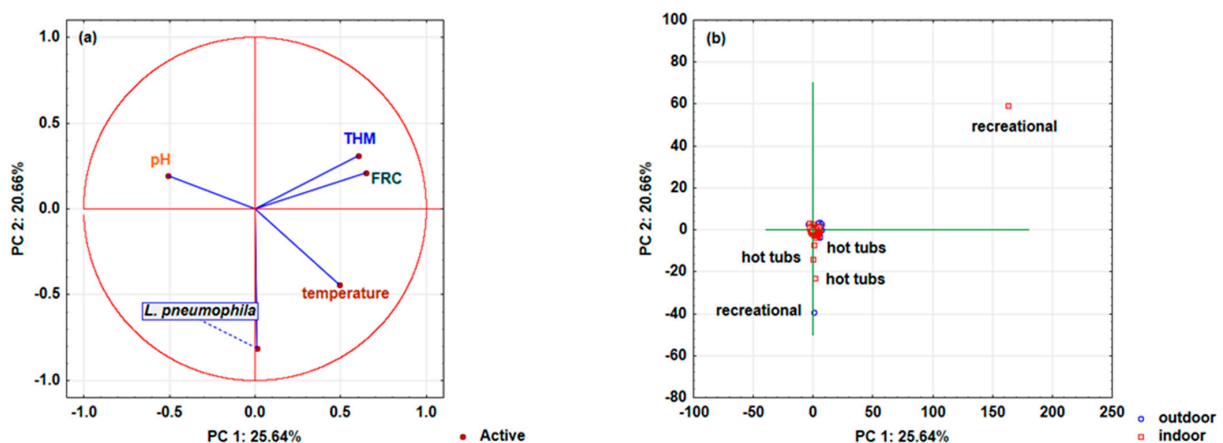 (a)
1.0
0.5
0.0
-0.5
-1.0
PC 2: 20.66%
THM
pH
FRC
temperature
L. pneumophila
-1.0 -0.5 0.0 0.5 1.0
PC 1: 25.64%
Active
(b)
80
60
40
20
0
-20
-40
-60
-80
PC 2: 20.66%
recreational
hot tubs
hot tubs
hot tubs
recreational
-100 -50 0 50 100 150 200 250
PC 1: 25.64%
outdoor
indoor